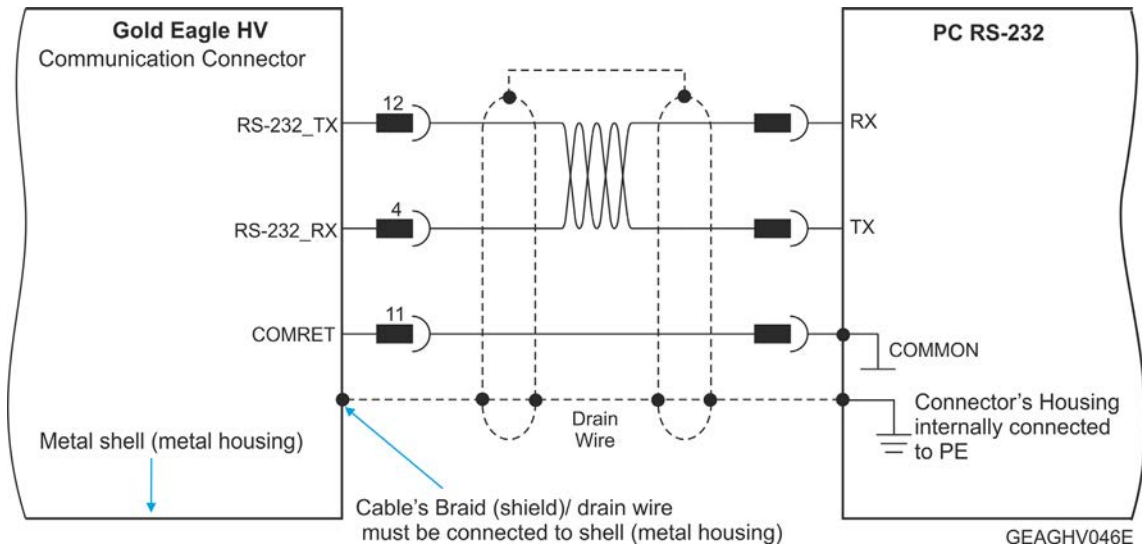 Gold Eagle HV
Communication Connector
PC RS-232
12
RS-232_TX
RX
4
RS-232_RX
TX
11
COMRET
COMMON
Drain
Wire
Connector's Housing
internally connected
to PE
Metal shell (metal housing)
Cable's Braid (shield)/ drain wire
must be connected to shell (metal housing)
GEAGHV046E